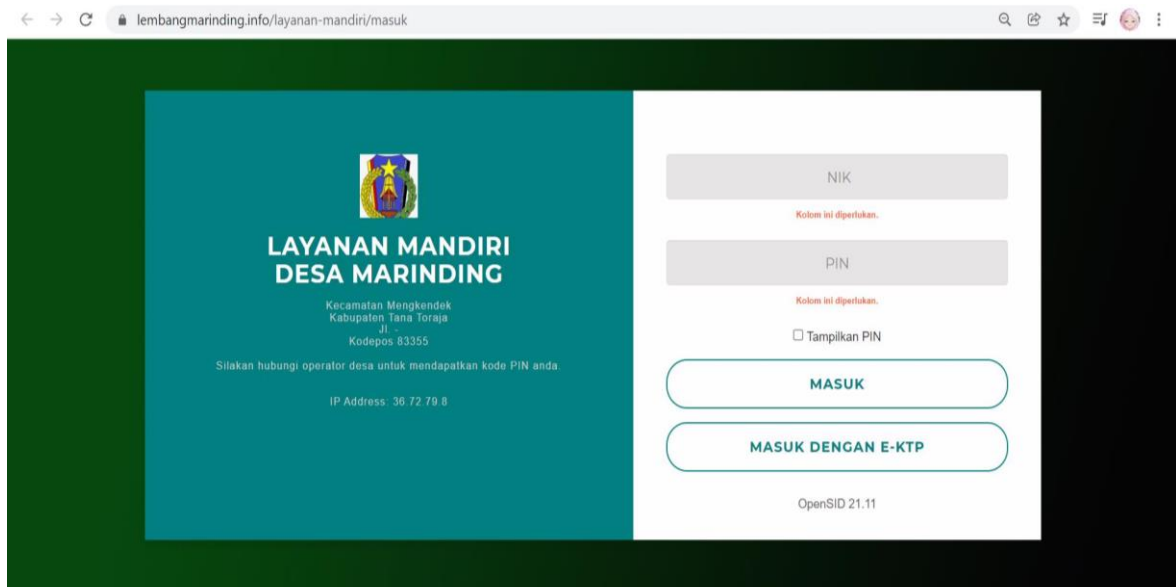 lembangmarinding.info/layanan-mandiri/masuk
LAYANAN MANDIRI
DESA MARINDING
Kecamatan Mengkendek
Kabupaten Tana Toraja
Jl. -
Kodepos 83355
Silakan hubungi operator desa untuk mendapatkan kode PIN anda.
IP Address: 36.72.79.8
NIK
Kolom ini diperlukan.
PIN
Kolom ini diperlukan.
Tampilkan PIN
MASUK
MASUK DENGAN E-KTP
OpenSID 21.11